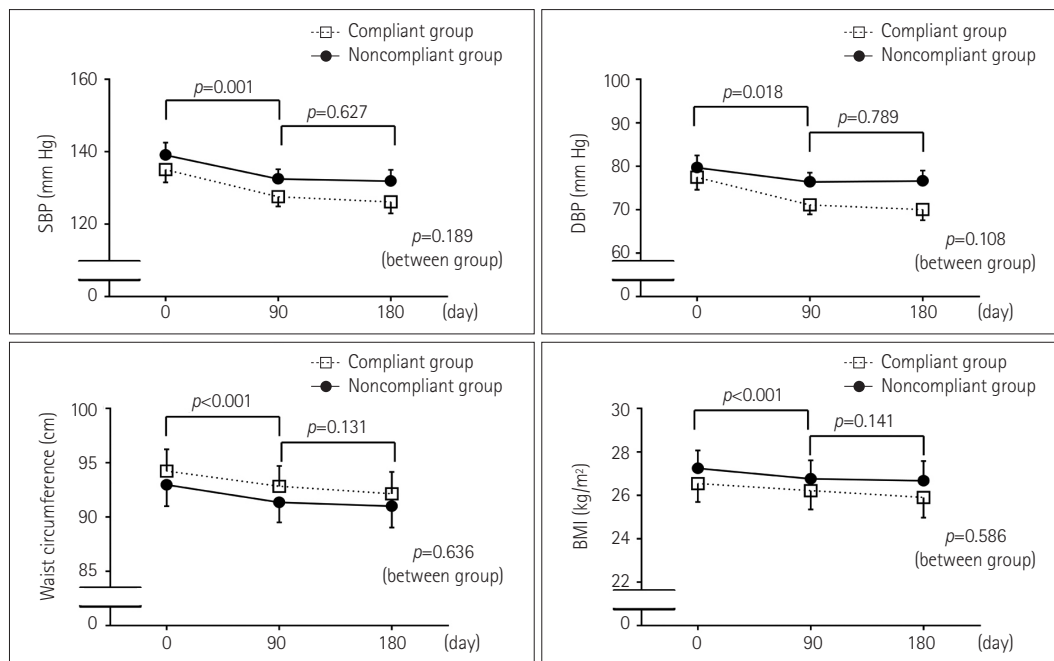 Compliant group
Noncompliant group
160
140
120
0
SBP (mm Hg)
p=0.001
p=0.627
p=0.189
(between group)
0 90 180 (day)
Compliant group
Noncompliant group
100
90
80
70
60
0
DBP (mm Hg)
p=0.018
p=0.789
p=0.108
(between group)
0 90 180 (day)
Compliant group
Noncompliant group
100
95
90
85
0
Waist circumference (cm)
p<0.001
p=0.131
p=0.636
(between group)
0 90 180 (day)
Compliant group
Noncompliant group
30
28
26
24
22
0
BMI (kg/m²)
p<0.001
p=0.141
p=0.586
(between group)
0 90 180 (day)